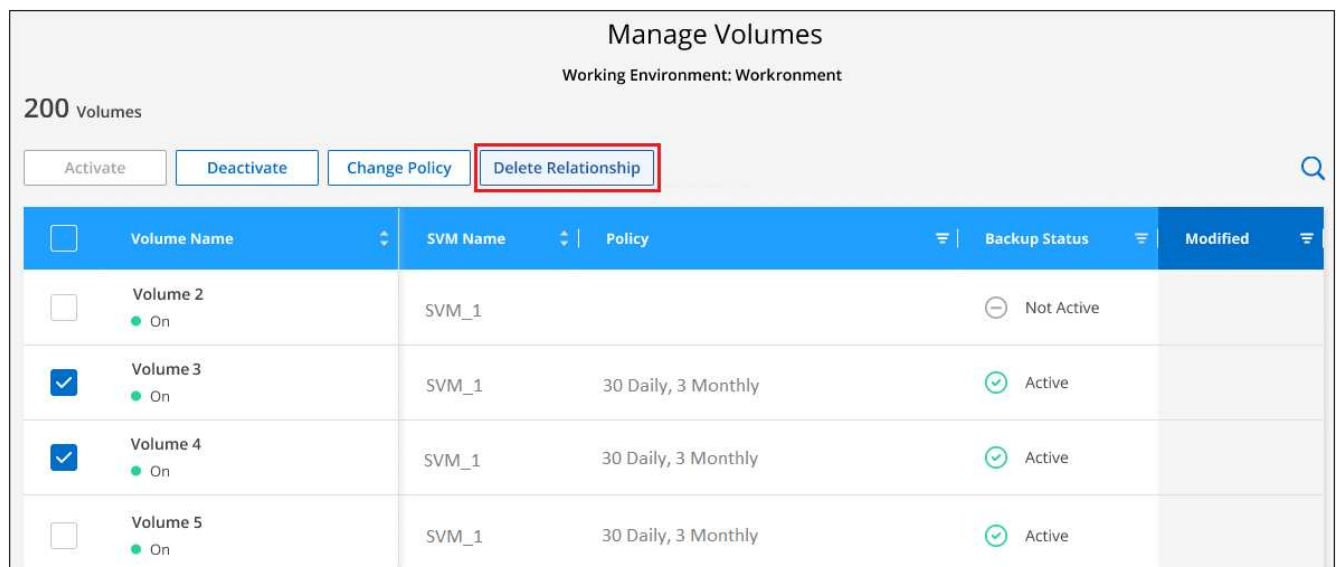 Manage Volumes
Working Environment: Workronment
200 Volumes
Activate Deactivate Change Policy Delete Relationship
Volume Name SVM Name Policy Backup Status Modified
Volume 2
On
SVM_1 Not Active
Volume 3
On
SVM_1 30 Daily, 3 Monthly Active
Volume 4
On
SVM_1 30 Daily, 3 Monthly Active
Volume 5
On
SVM_1 30 Daily, 3 Monthly Active